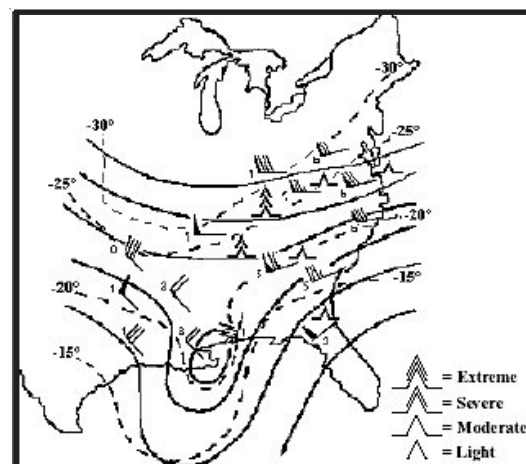 -30°
-30°
-25°
-25°
-20°
-20°
-15°
-15°
= Extreme
= Severe
= Moderate
= Light